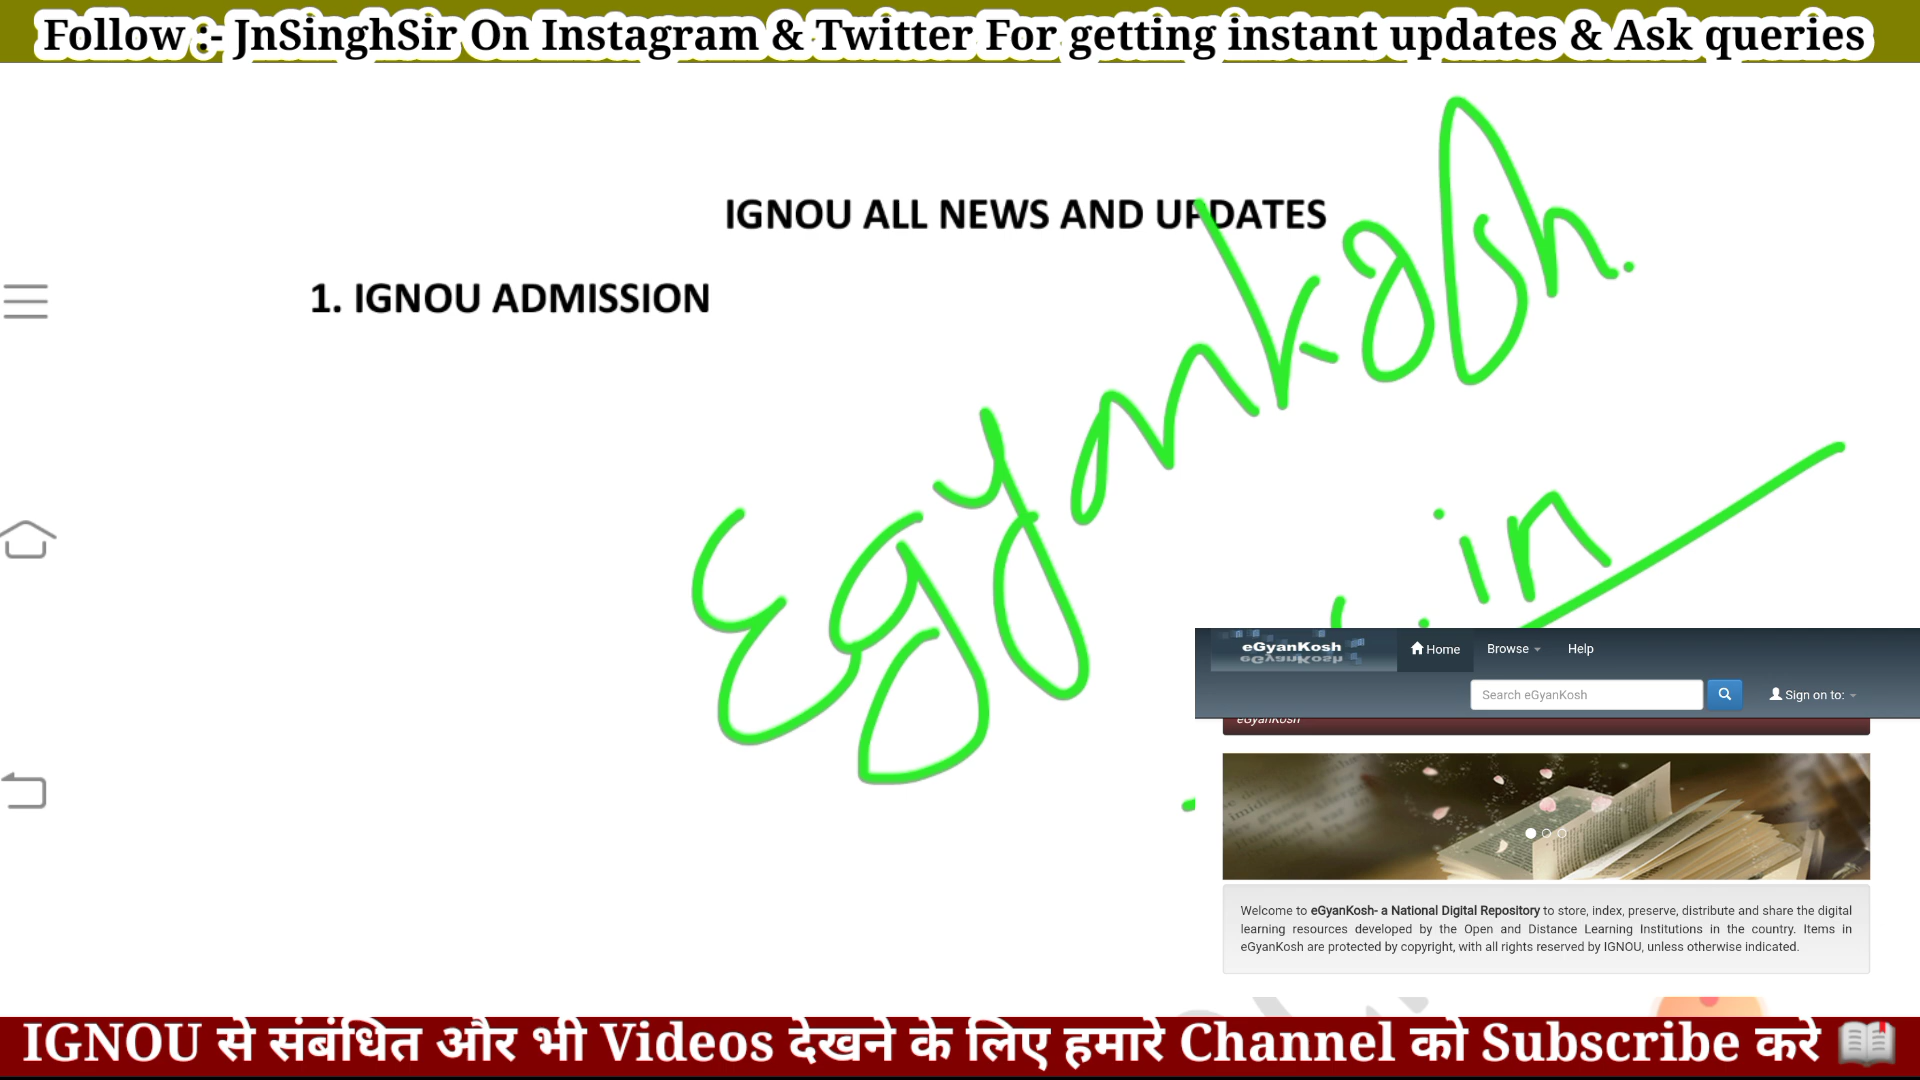 Follow :- JnSinghSir On Instagram & Twitter For getting instant updates & Ask queries
IGNOU ALL NEWS AND UPDATES
1. IGNOU ADMISSION
Egyankosh.
.in
eGyanKosh
Home
Browse
Help
Search eGyanKosh
Sign on to:
eGyanKosh
Welcome to eGyanKosh- a National Digital Repository to store, index, preserve, distribute and share the digital
learning resources developed by the Open and Distance Learning Institutions in the country. Items in
eGyanKosh are protected by copyright, with all rights reserved by IGNOU, unless otherwise indicated.
IGNOU से संबंधित और भी Videos देखने के लिए हमारे Channel को Subscribe करे